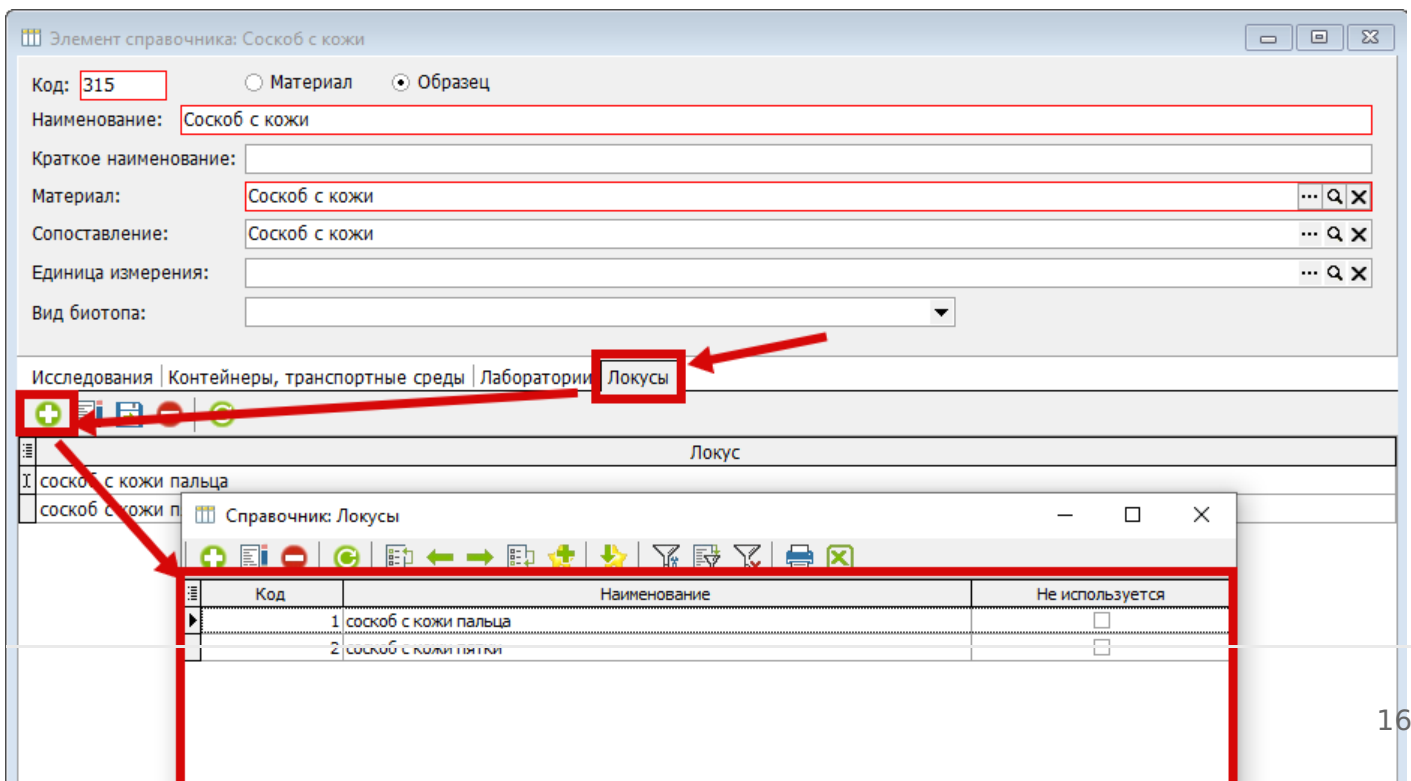 Элемент справочника: Соскоб с кожи
Код: 315 Материал Образец
Наименование: Соскоб с кожи
Краткое наименование:
Материал: Соскоб с кожи
Сопоставление: Соскоб с кожи
Единица измерения:
Вид биотопа:
Исследования Контейнеры, транспортные среды Лаборатории Локусы
Локус
соскоб с кожи пальца
соскоб с кожи п
Справочник: Локусы
Код Наименование Не используется
1 соскоб с кожи пальца
2 соскоб с кожи пятки
16